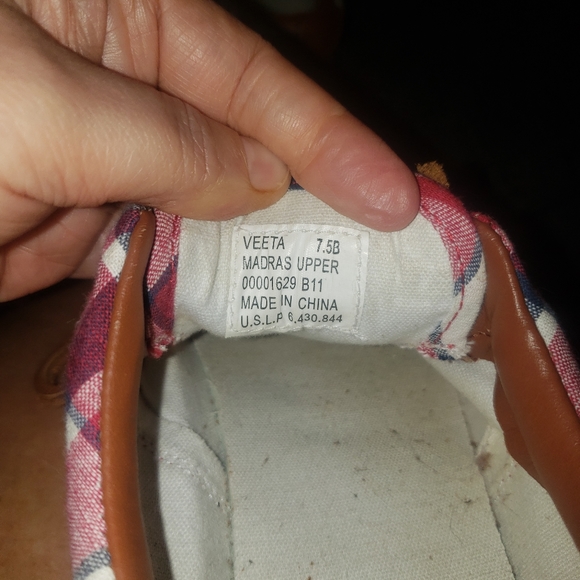 VEETA 7.5B
MADRAS UPPER
00001629 B11
MADE IN CHINA
U.S.L.P 6.430.844